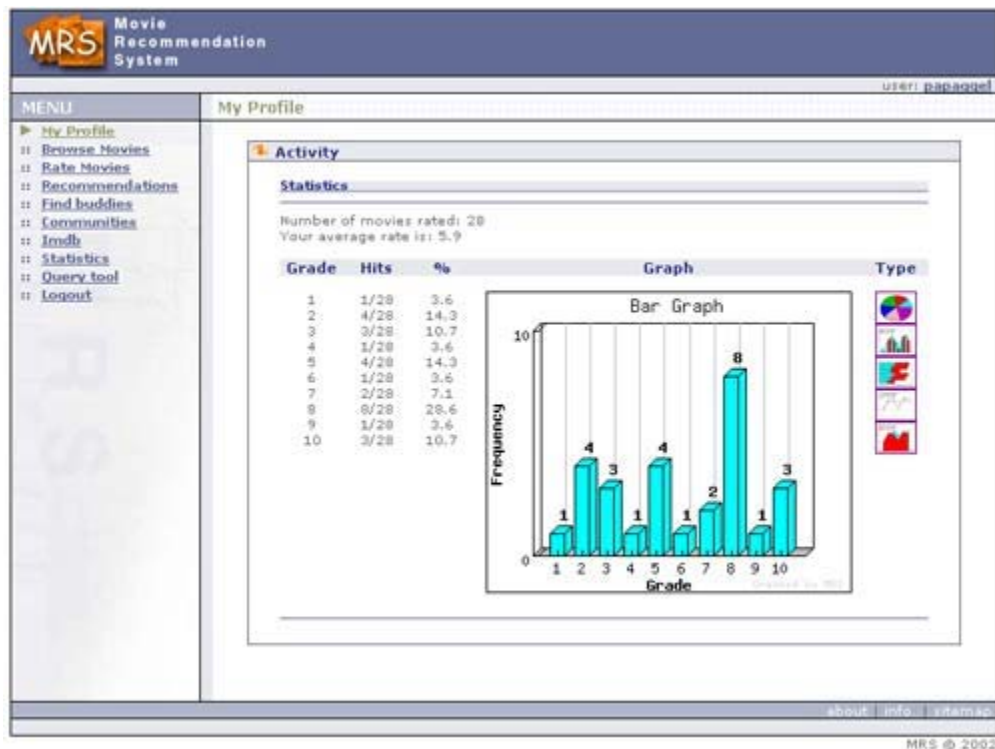 MRS
Movie
Recommendation
System
user: papaggel
MENU
My Profile
My Profile
Browse Movies
Rate Movies
Recommendations
Find buddies
Communities
Imdb
Statistics
Query tool
Logout
Activity
Statistics
Number of movies rated: 28
Your average rate is: 5.9
Grade Hits % Graph Type
1 1/28 3.6
2 4/28 14.3
3 3/28 10.7
4 1/28 3.6
5 4/28 14.3
6 1/28 3.6
7 2/28 7.1
8 8/28 28.6
9 1/28 3.6
10 3/28 10.7
Bar Graph
10
Frequency
0
1 4 3 1 4 1 2 8 1 3
1 2 3 4 5 6 7 8 9 10
Grade
about | info | sitemap
MRS ©